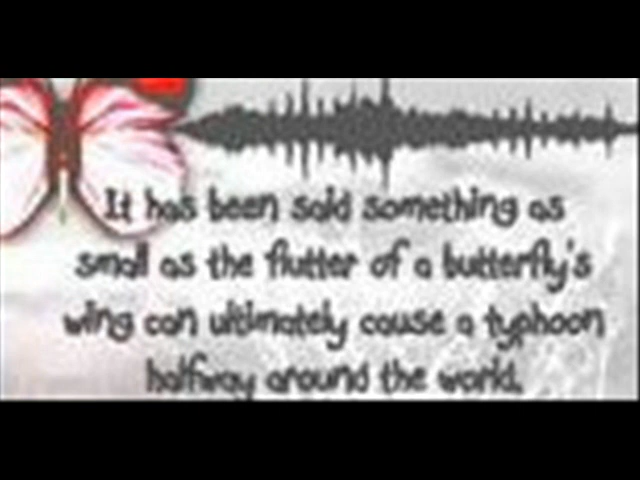 It has been said something as
small as the flutter of a butterfly's
wing can ultimately cause a typhoon
halfway around the world.